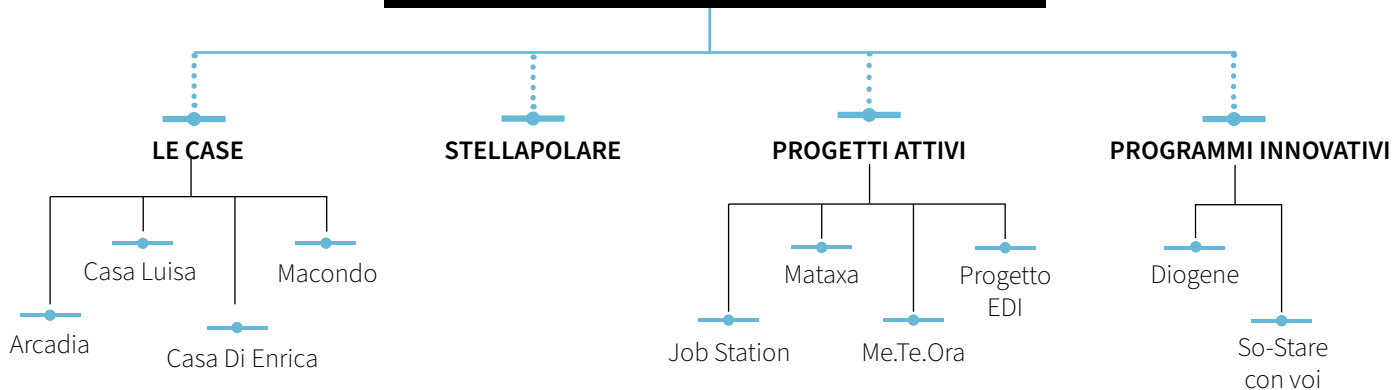 LE CASE
STELLAPOLARE
PROGETTI ATTIVI
PROGRAMMI INNOVATIVI
Arcadia
Casa Luisa
Casa Di Enrica
Macondo
Job Station
Mataxa
Me.Te.Ora
Progetto
EDI
Diogene
So-Stare
con voi